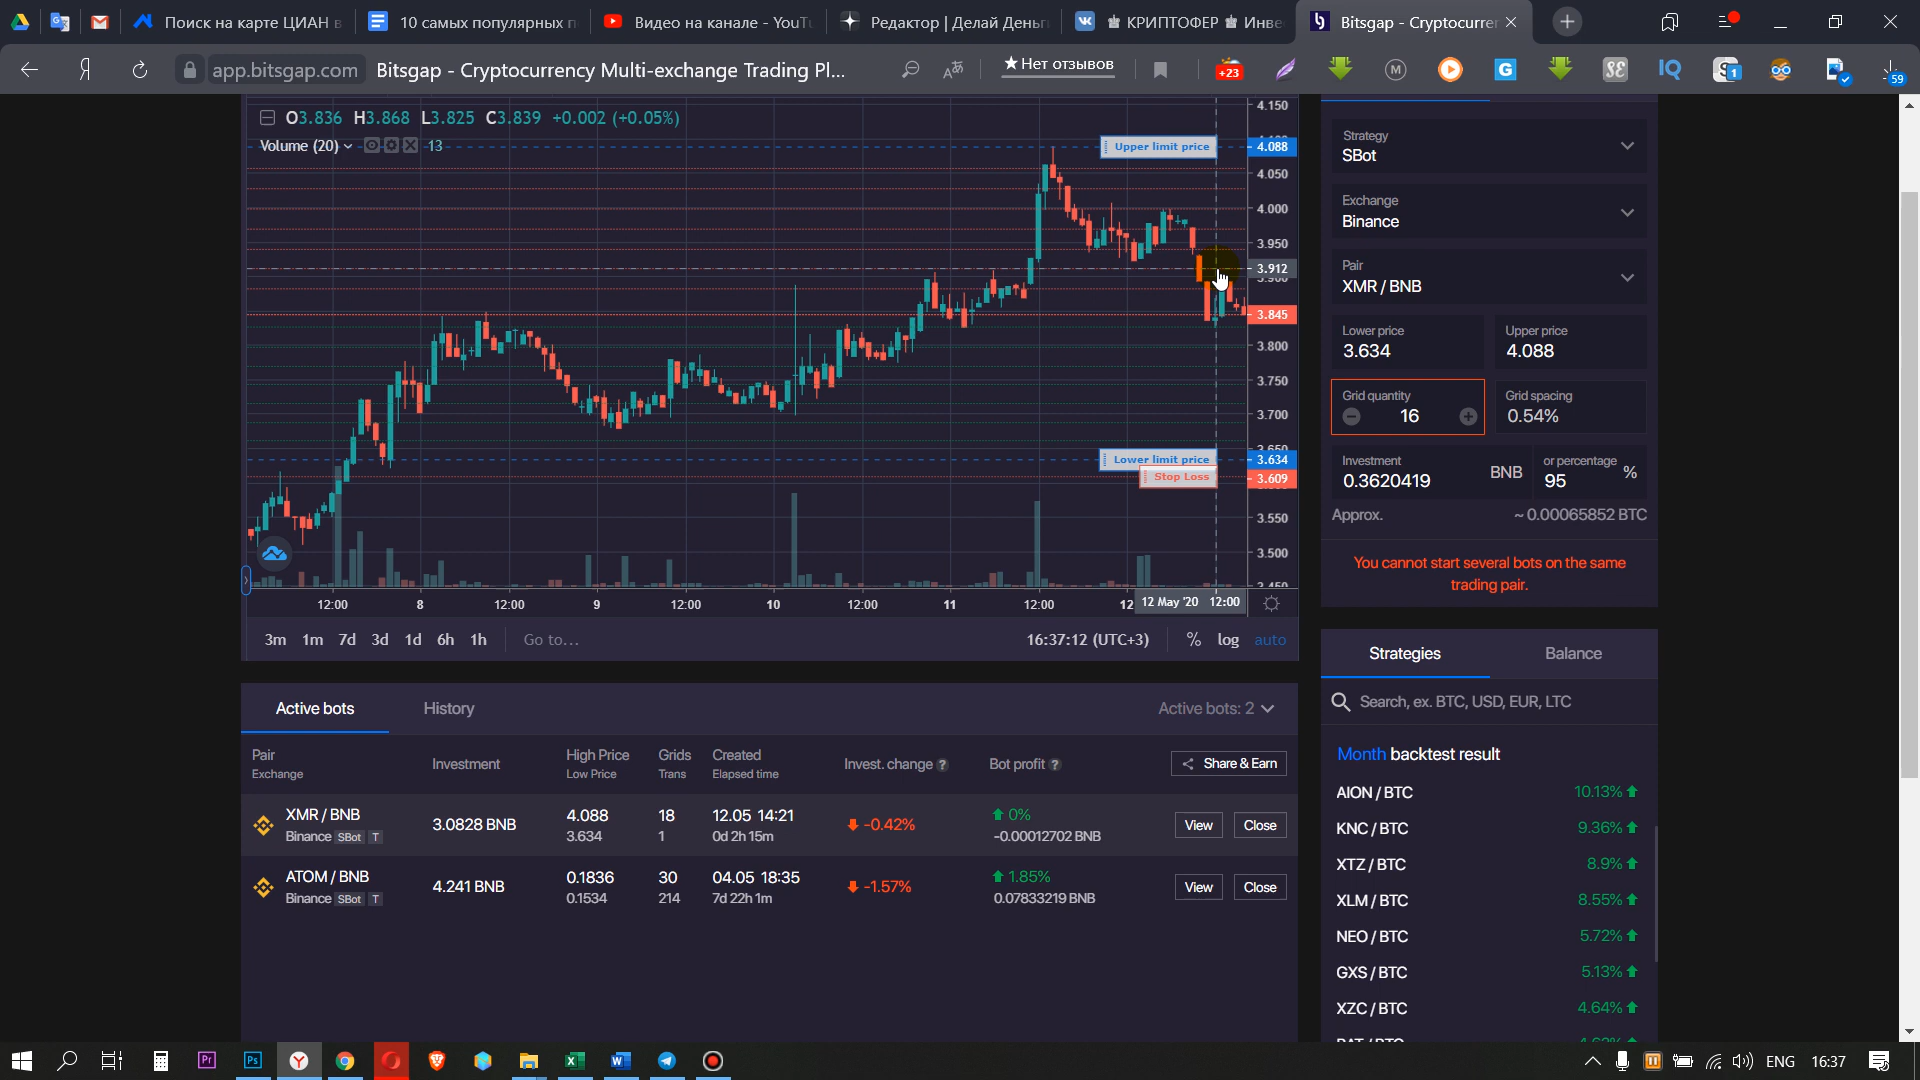 Поиск на карте ЦИАН в
10 самых популярных п
Видео на канале - YouTu
Редактор | Делай Деньг
КРИПТОФЕР
Инве
Bitsgap - Cryptocurre
app.bitsgap.com
Bitsgap - Cryptocurrency Multi-exchange Trading Pl...
★ Нет отзывов
+23
59
O3.836 H3.868 L3.825 C3.839 +0.002 (+0.05%)
Volume (20)
13
Upper limit price
Lower limit price
Stop Loss
4.150
4.088
4.050
4.000
3.950
3.912
3.845
3.800
3.750
3.700
3.650
3.634
3.609
3.550
3.500
3.450
12:00
8
12:00
9
12:00
10
12:00
11
12:00
12
12 May '20 12:00
3m 1m 7d 3d 1d 6h 1h
Go to...
16:37:12 (UTC+3)
%
log
auto
Strategy
SBot
Exchange
Binance
Pair
XMR / BNB
Lower price
3.634
Upper price
4.088
Grid quantity
16
Grid spacing
0.54%
Investment
0.3620419
BNB
or percentage
95
%
Approx.
~ 0.00065852 BTC
You cannot start several bots on the same
trading pair.
Strategies
Balance
Search, ex. BTC, USD, EUR, LTC
Month backtest result
AION / BTC 10.13%
KNC / BTC 9.36%
XTZ / BTC 8.9%
XLM / BTC 8.55%
NEO / BTC 5.72%
GXS / BTC 5.13%
XZC / BTC 4.64%
Active bots
History
Active bots: 2
Pair
Exchange
Investment
High Price
Low Price
Grids
Trans
Created
Elapsed time
Invest. change ?
Bot profit ?
Share & Earn
XMR / BNB
Binance SBot T
3.0828 BNB
4.088
3.634
18
1
12.05 14:21
0d 2h 15m
-0.42%
0%
-0.00012702 BNB
View
Close
ATOM / BNB
Binance SBot T
4.241 BNB
0.1836
0.1534
30
214
04.05 18:35
7d 22h 1m
-1.57%
1.85%
0.07833219 BNB
View
Close
ENG
16:37